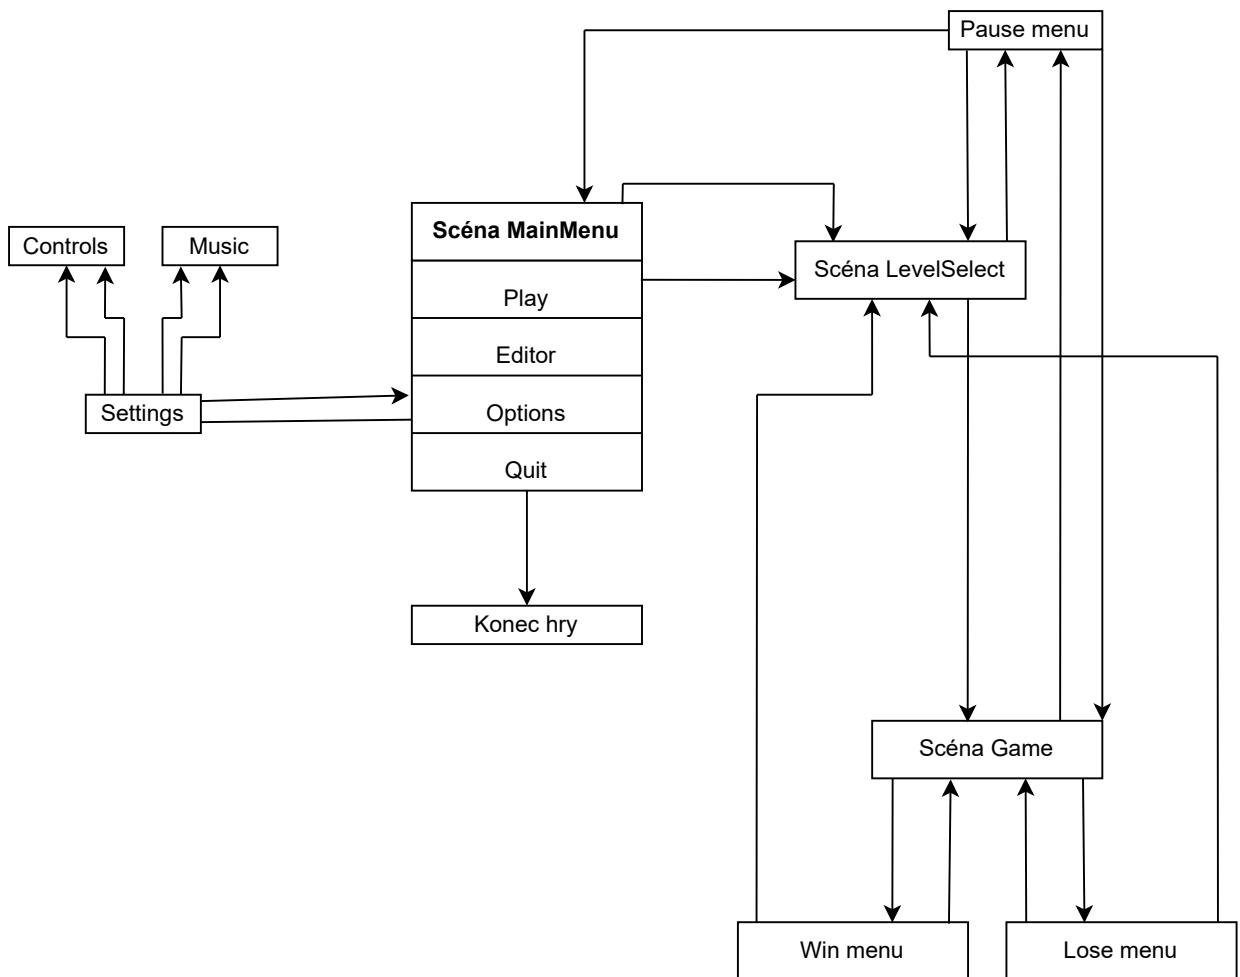 Pause menu
Scéna MainMenu
Controls
Music
Scéna LevelSelect
Play
Editor
Settings
Options
Quit
Konec hry
Scéna Game
Win menu
Lose menu